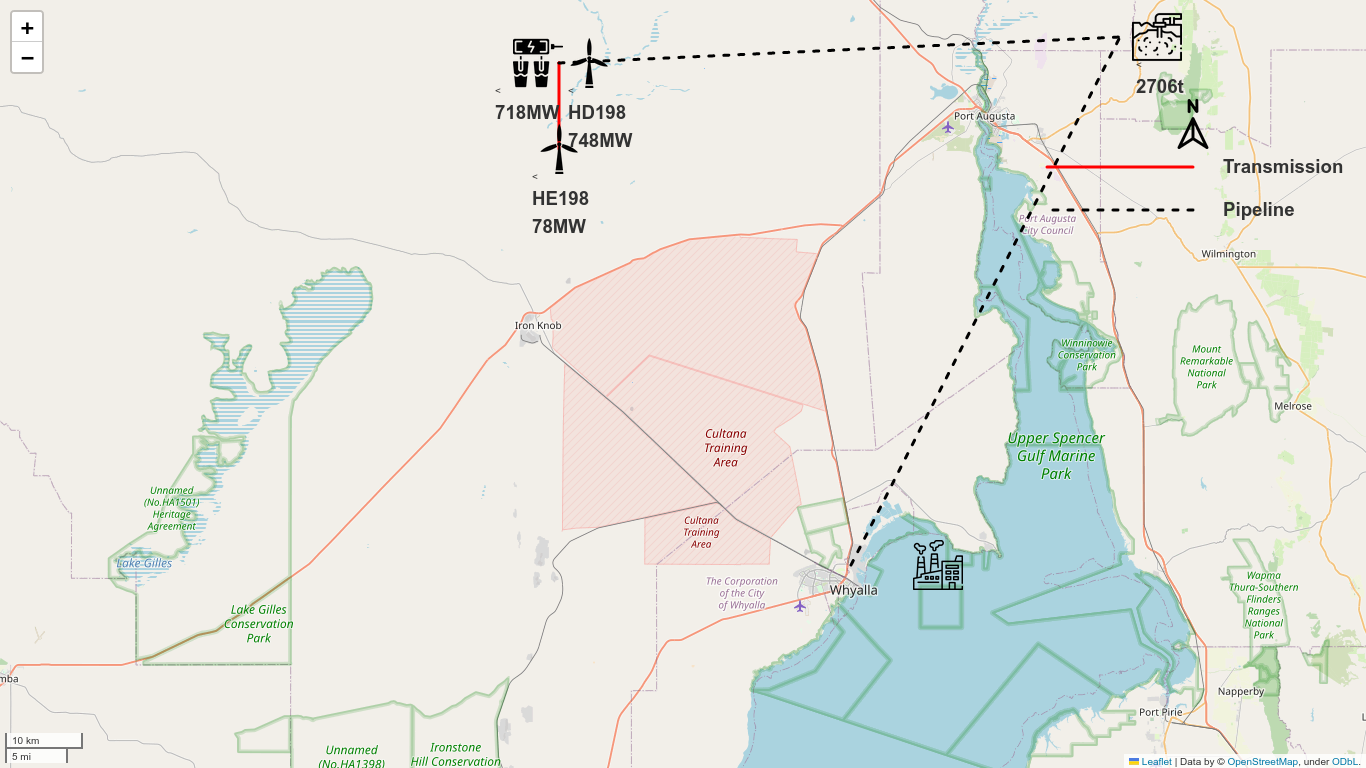 +
−
718MW
HD198
748MW
HE198
78MW
2706t
N
Transmission
Pipeline
Port Augusta
Port Augusta
City Council
Wilmington
Iron Knob
Winninowie
Conservation
Park
Mount
Remarkable
National
Park
Melrose
Cultana
Training
Area
Upper Spencer
Gulf Marine
Park
Unnamed
(No.HA1501)
Heritage
Agreement
Cultana
Training
Area
Lake Gilles
The Corporation
of the City
of Whyalla
Whyalla
Wapma
Thura-Southern
Flinders
Ranges
National
Park
Lake Gilles
Conservation
Park
mba
Napperby
Port Pirie
Unnamed
(No.HA1398)
Ironstone
Hill Conservation
10 km
5 mi
Leaflet | Data by © OpenStreetMap, under ODbL.